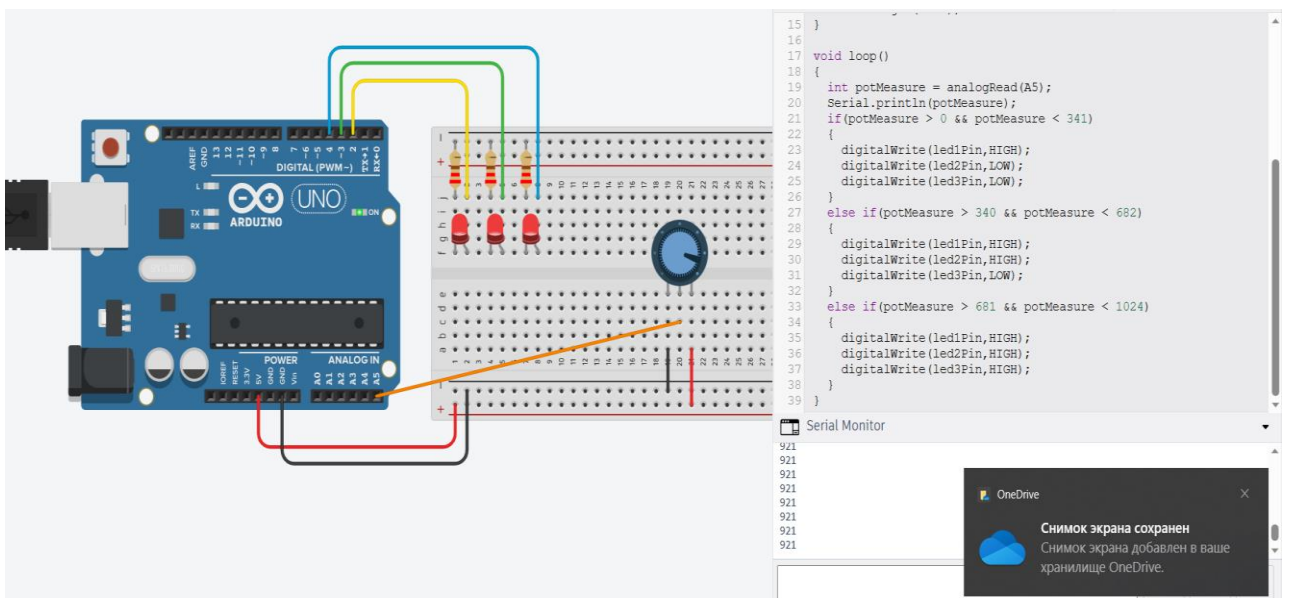 AREF
GND
13
12
~11
~10
~9
8
7
~6
~5
4
~3
2
TX→1
RX←0
DIGITAL (PWM~)
L
TX
RX
UNO
ON
ARDUINO
POWER
ANALOG IN
IOREF
RESET
3.3V
5V
GND
GND
Vin
A0
A1
A2
A3
A4
A5
j
i
h
g
f
e
d
c
b
a
15 }
16
17 void loop()
18 {
19 int potMeasure = analogRead(A5);
20 Serial.println(potMeasure);
21 if(potMeasure > 0 && potMeasure < 341)
22 {
23 digitalWrite(led1Pin,HIGH);
24 digitalWrite(led2Pin,LOW);
25 digitalWrite(led3Pin,LOW);
26 }
27 else if(potMeasure > 340 && potMeasure < 682)
28 {
29 digitalWrite(led1Pin,HIGH);
30 digitalWrite(led2Pin,HIGH);
31 digitalWrite(led3Pin,LOW);
32 }
33 else if(potMeasure > 681 && potMeasure < 1024)
34 {
35 digitalWrite(led1Pin,HIGH);
36 digitalWrite(led2Pin,HIGH);
37 digitalWrite(led3Pin,HIGH);
38 }
39 }
Serial Monitor
921
921
921
921
921
921
921
921
OneDrive
Снимок экрана сохранен
Снимок экрана добавлен в ваше
хранилище OneDrive.